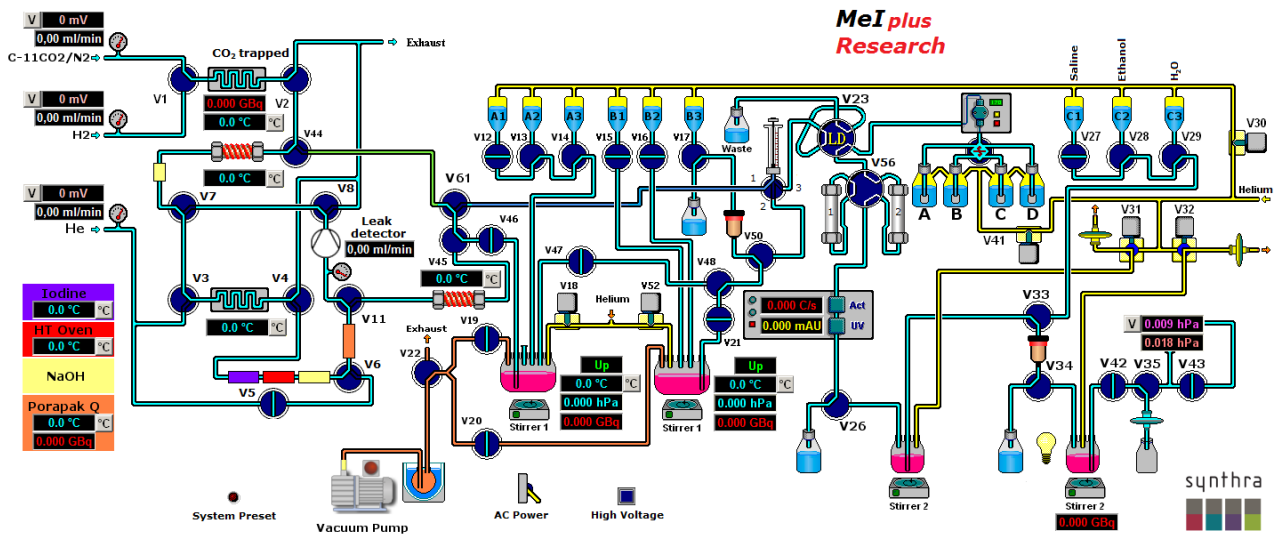 MeI plus
Research
V 0 mV
0,00 ml/min
C-11CO2/N2
CO2 trapped
Exhaust
V1
V2
0.000 GBq
0.0 °C °C
V 0 mV
0,00 ml/min
H2
V44
0.0 °C °C
V 0 mV
0,00 ml/min
He
V7
V8
Leak
detector
0,00 ml/min
V3
V4
0.0 °C °C
V11
V6
V5
Iodine
0.0 °C °C
HT Oven
0.0 °C °C
NaOH
Porapak Q
0.0 °C °C
0.000 GBq
V61
V46
V45
0.0 °C
A1
A2
A3
B1
B2
B3
V12
V13
V14
V15
V16
V17
Waste
V23
ILD
V56
1
2
3
1
2
V47
V48
V50
V18
Helium
V52
V19
V20
V21
Exhaust
V22
Up
0.0 °C °C
0.000 hPa
0.000 GBq
Stirrer 1
Up
0.0 °C °C
0.000 hPa
0.000 GBq
Stirrer 1
0.000 C/s
0.000 mAU
Act
UV
V26
A
B
C
D
V41
Saline
Ethanol
H2O
C1
C2
C3
V27
V28
V29
V30
Helium
V31
V32
V33
V34
V 0.009 hPa
0.018 hPa
V42
V35
V43
Stirrer 2
Stirrer 2
0.000 GBq
System Preset
Vacuum Pump
AC Power
High Voltage
synthra